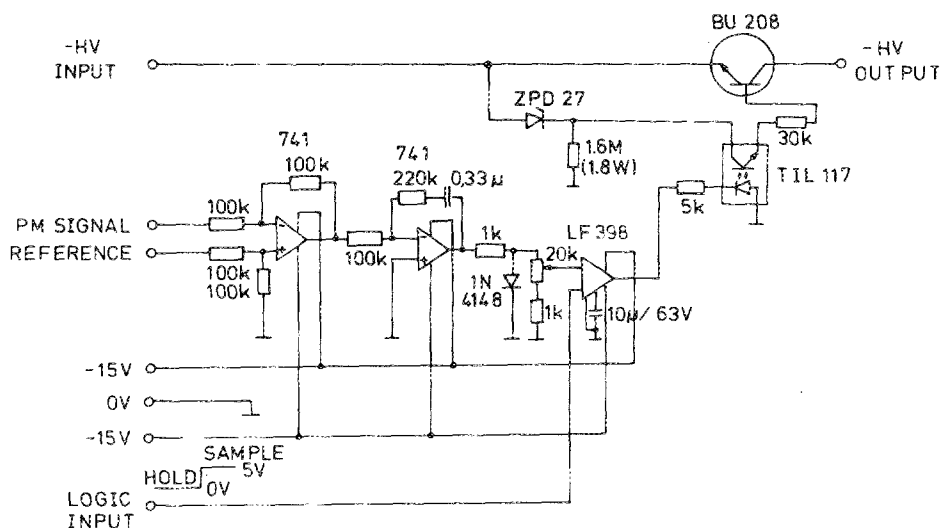 BU 208
-HV
INPUT
-HV
OUTPUT
ZPD 27
30k
1.6M
(1.8W)
TIL 117
741
100k
741
220k
0,33µ
5k
PM SIGNAL
100k
REFERENCE
100k
100k
100k
1k
LF 398
20k
1N
4148
1k
10µ/ 63V
-15V
0V
-15V
SAMPLE
5V
HOLD
0V
LOGIC
INPUT
-
+
-
+